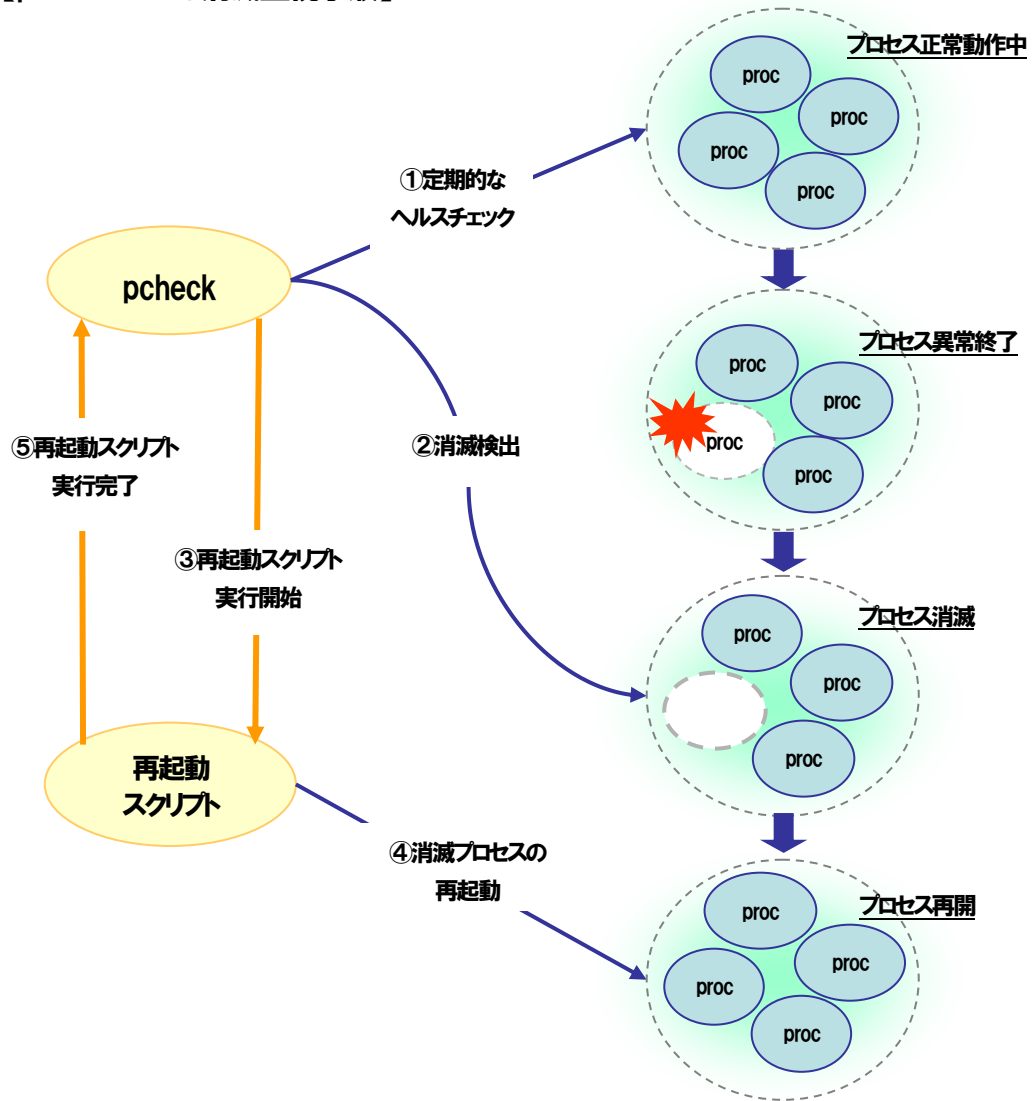 プロセス正常動作中
proc
proc
proc
proc
①定期的な
ヘルスチェック
pcheck
プロセス異常終了
proc
proc
proc
proc
②消滅検出
⑤再起動スクリプト
実行完了
③再起動スクリプト
実行開始
プロセス消滅
proc
proc
proc
再起動
スクリプト
④消滅プロセスの
再起動
プロセス再開
proc
proc
proc
proc